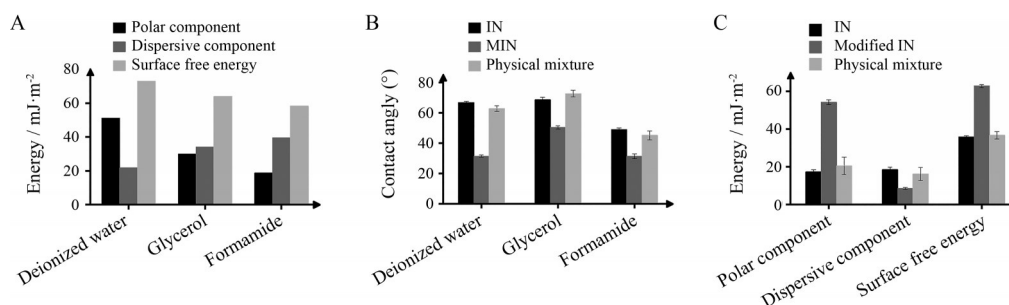 A
Polar component
Dispersive component
Surface free energy
Energy / mJ·m⁻²
80
60
40
20
0
Deionized water
Glycerol
Formamide
B
IN
MIN
Physical mixture
Contact angly (°)
80
60
40
20
0
Deionized water
Glycerol
Formamide
C
IN
Modified IN
Physical mixture
Energy / mJ·m⁻²
60
40
20
0
Polar component
Dispersive component
Surface free energy